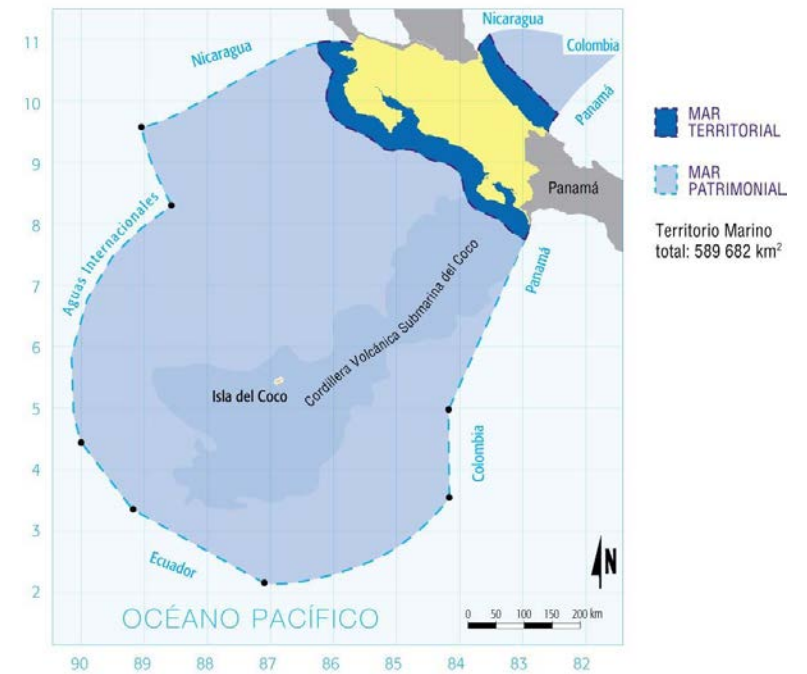 Nicaragua
Colombia
Panamá
Nicaragua
11
10
9
8
7
6
5
4
3
2
MAR
TERRITORIAL
MAR
PATRIMONIAL
Territorio Marino
total: 589 682 km²
Panamá
Aguas Internacionales
Panamá
Cordillera Volcánica Submarina del Coco
Isla del Coco
Colombia
Ecuador
N
OCÉANO PACÍFICO
0 50 100 150 200 km
90 89 88 87 86 85 84 83 82